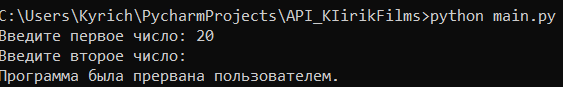 C:\Users\Kyrich\PycharmProjects\API_KIirikFilms>python main.py
Введите первое число: 20
Введите второе число:
Программа была прервана пользователем.